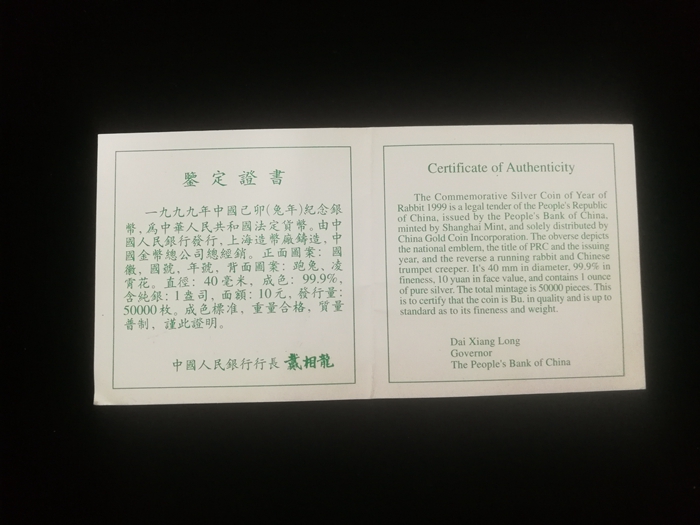 鑒定證書
一九九九年中國己卯(兔年)紀念銀
幣，為中華人民共和國法定貨幣。由中
國人民銀行發行，上海造幣廠鑄造，中
國金幣總公司總經銷。正面圖案：國
徽，國號，年號，背面圖案：跑兔、凌
霄花。直徑：40毫米，成色：99.9%，
含純銀：1盎司，面額：10元，發行量：
50000枚。成色標准，重量合格，質量
普制，謹此證明。
中國人民銀行行長 戴相龍
Certificate of Authenticity
The Commemorative Silver Coin of Year of
Rabbit 1999 is a legal tender of the People's Republic
of China, issued by the People's Bank of China,
minted by Shanghai Mint, and solely distributed by
China Gold Coin Incorporation. The obverse depicts
the national emblem, the title of PRC and the issuing
year, and the reverse a running rabbit and Chinese
trumpet creeper. It's 40 mm in diameter, 99.9% in
fineness, 10 yuan in face value, and contains 1 ounce
of pure silver. The total mintage is 50000 pieces. This
is to certify that the coin is Bu. in quality and is up to
standard as to its fineness and weight.
Dai Xiang Long
Governor
The People's Bank of China